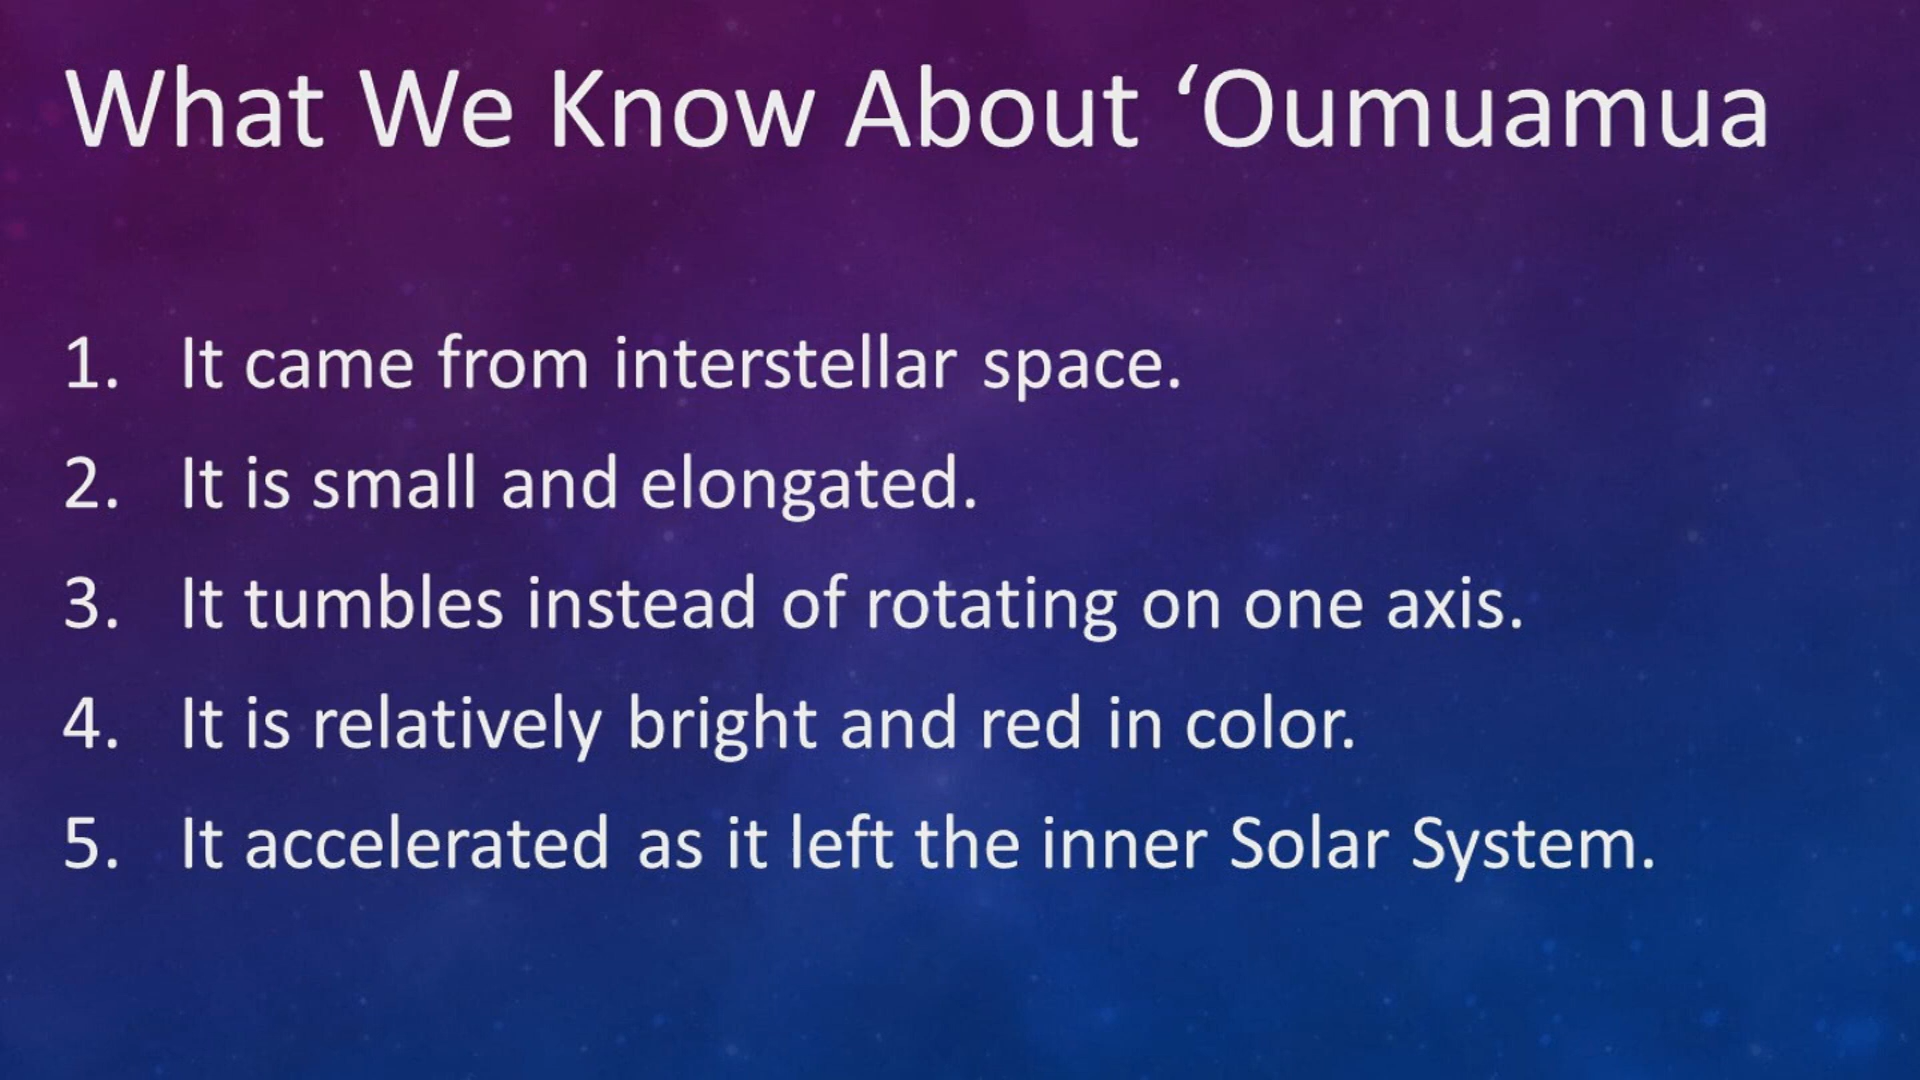 What We Know About ‘Oumuamua
1. It came from interstellar space.
2. It is small and elongated.
3. It tumbles instead of rotating on one axis.
4. It is relatively bright and red in color.
5. It accelerated as it left the inner Solar System.